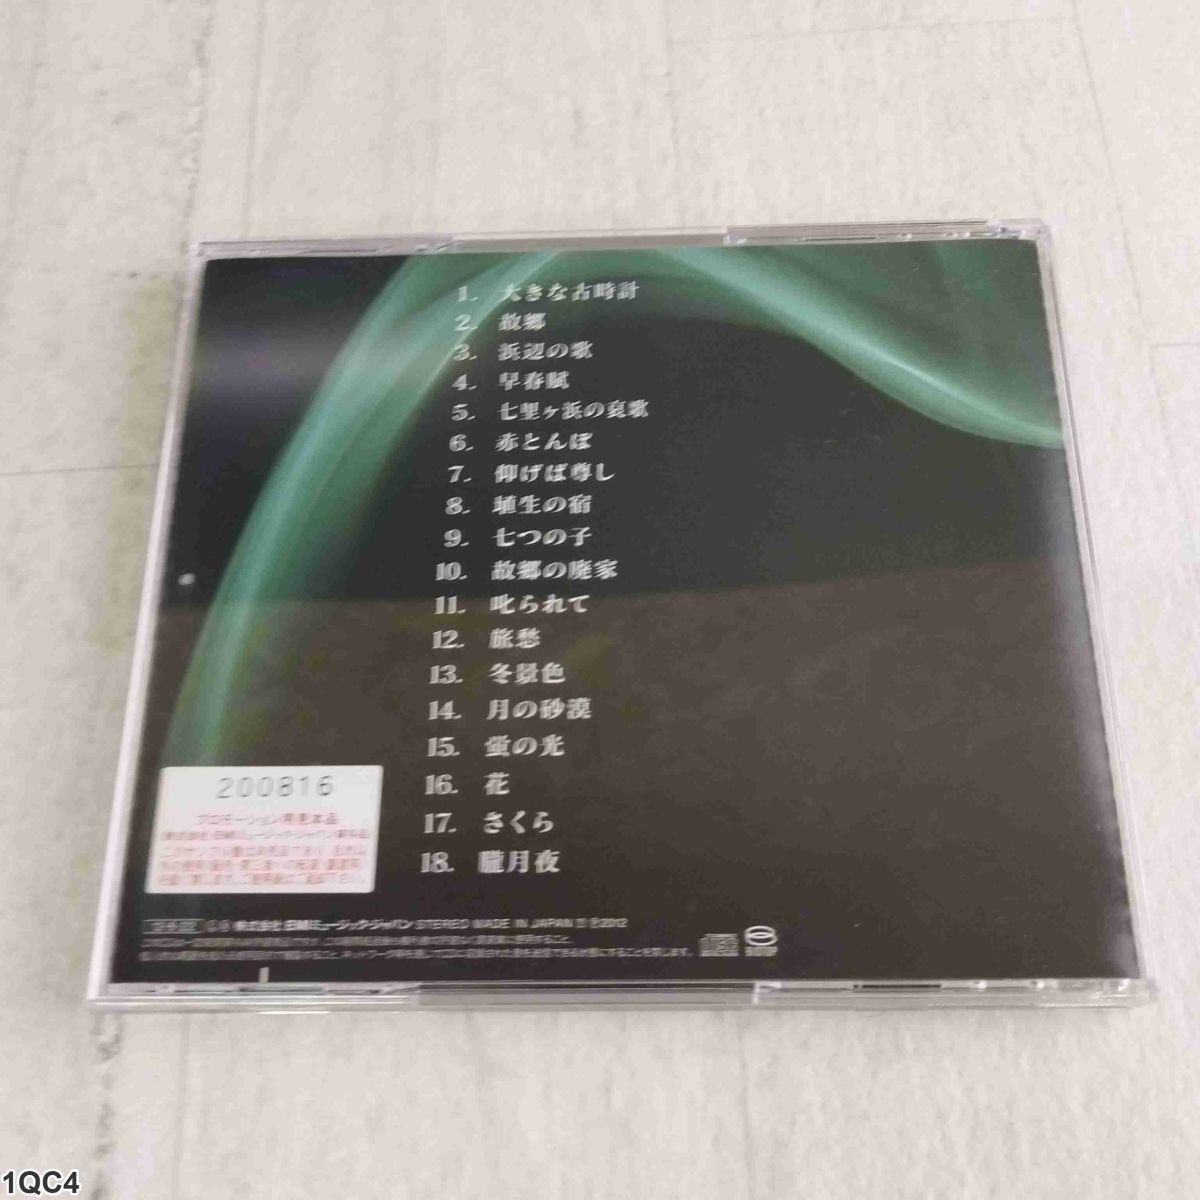 1. 大きな古時計
2. 故郷
3. 浜辺の歌
4. 早春賦
5. 七里ヶ浜の哀歌
6. 赤とんぼ
7. 仰げば尊し
8. 埴生の宿
9. 七つの子
10. 故郷の廃家
11. 叱られて
12. 旅愁
13. 冬景色
14. 月の砂漠
15. 蛍の光
16. 花
17. さくら
18. 朧月夜
200816
プロモーション用見本品
株式会社EMIミュージック・ジャパン STEREO MADE IN JAPAN ℗2012
1QC4